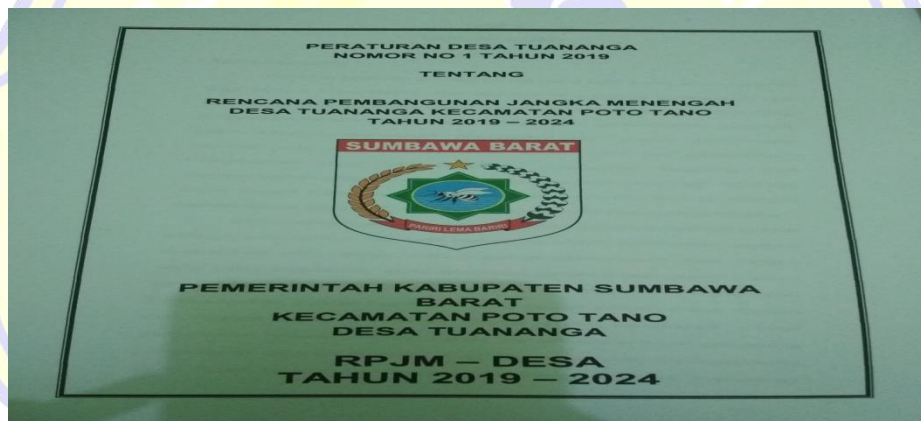 PERATURAN DESA TUANANGA
NOMOR NO 1 TAHUN 2019
TENTANG
RENCANA PEMBANGUNAN JANGKA MENENGAH
DESA TUANANGA KECAMATAN POTO TANO
TAHUN 2019 – 2024
SUMBAWA BARAT
PARIRI LEMA BARIRI
PEMERINTAH KABUPATEN SUMBAWA
BARAT
KECAMATAN POTO TANO
DESA TUANANGA
RPJM – DESA
TAHUN 2019 – 2024